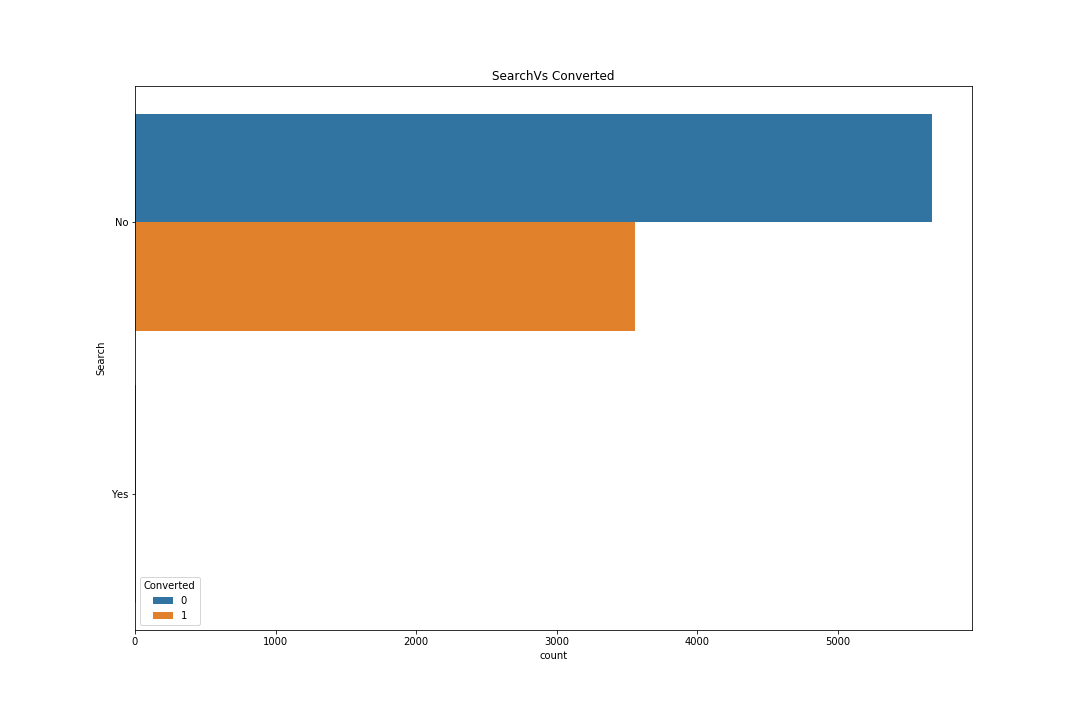 SearchVs Converted
No
Search
Yes
Converted
0
1
0 1000 2000 3000 4000 5000
count